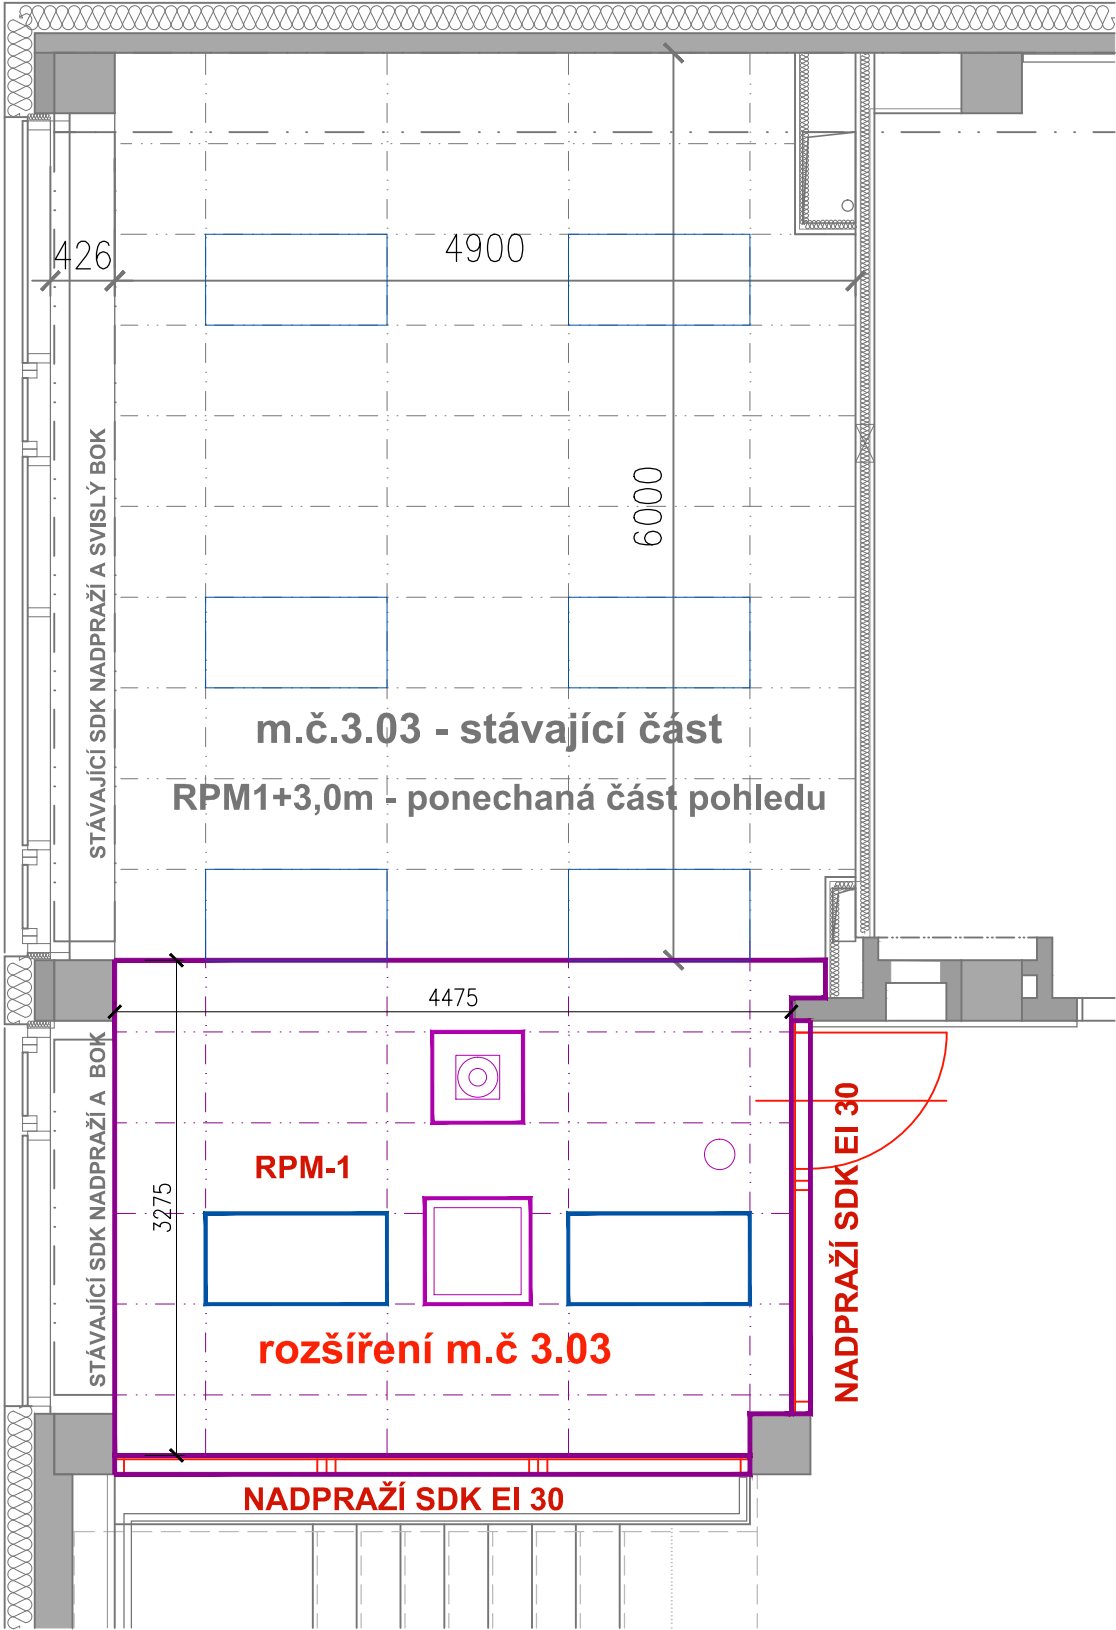 426
4900
6000
STÁVAJÍCÍ SDK NADPRAŽÍ A SVISLÝ BOK
m.č.3.03 - stávající část
RPM1+3,0m - ponechaná část pohledu
4475
STÁVAJÍCÍ SDK NADPRAŽÍ A BOK
3275
RPM-1
NADPRAŽÍ SDK EI 30
rozšíření m.č 3.03
NADPRAŽÍ SDK EI 30